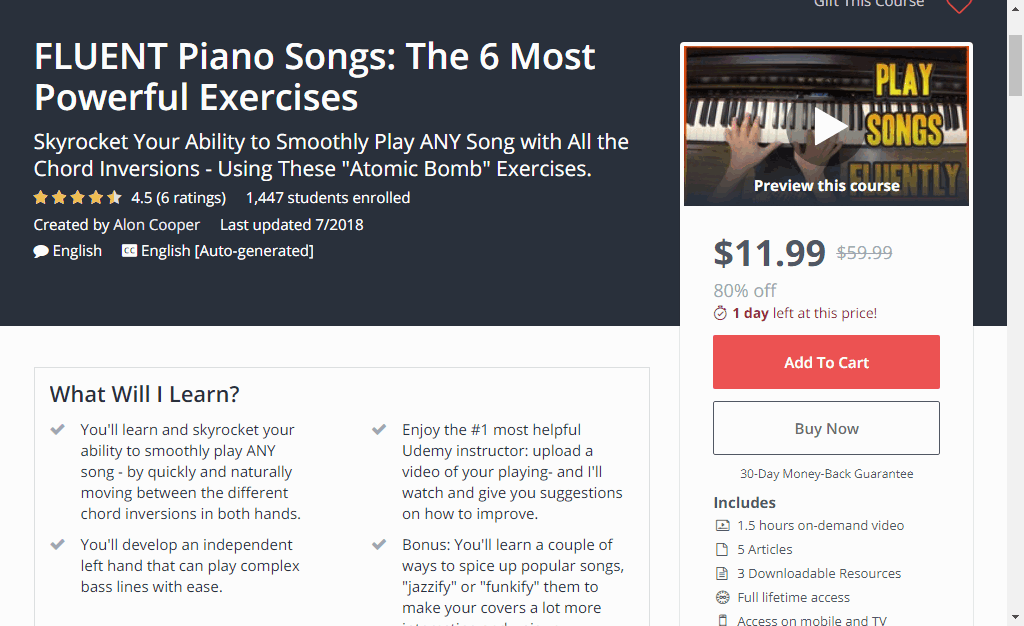 Gift This Course
FLUENT Piano Songs: The 6 Most
Powerful Exercises
Skyrocket Your Ability to Smoothly Play ANY Song with All the
Chord Inversions - Using These "Atomic Bomb" Exercises.
4.5 (6 ratings) 1,447 students enrolled
Created by Alon Cooper Last updated 7/2018
English CC English [Auto-generated]
PLAY
SONGS
FLUENTLY
Preview this course
$11.99 $59.99
80% off
1 day left at this price!
Add To Cart
Buy Now
30-Day Money-Back Guarantee
Includes
1.5 hours on-demand video
5 Articles
3 Downloadable Resources
Full lifetime access
Access on mobile and TV
What Will I Learn?
You'll learn and skyrocket your
ability to smoothly play ANY
song - by quickly and naturally
moving between the different
chord inversions in both hands.
You'll develop an independent
left hand that can play complex
bass lines with ease.
Enjoy the #1 most helpful
Udemy instructor: upload a
video of your playing- and I'll
watch and give you suggestions
on how to improve.
Bonus: You'll learn a couple of
ways to spice up popular songs,
"jazzify" or "funkify" them to
make your covers a lot more